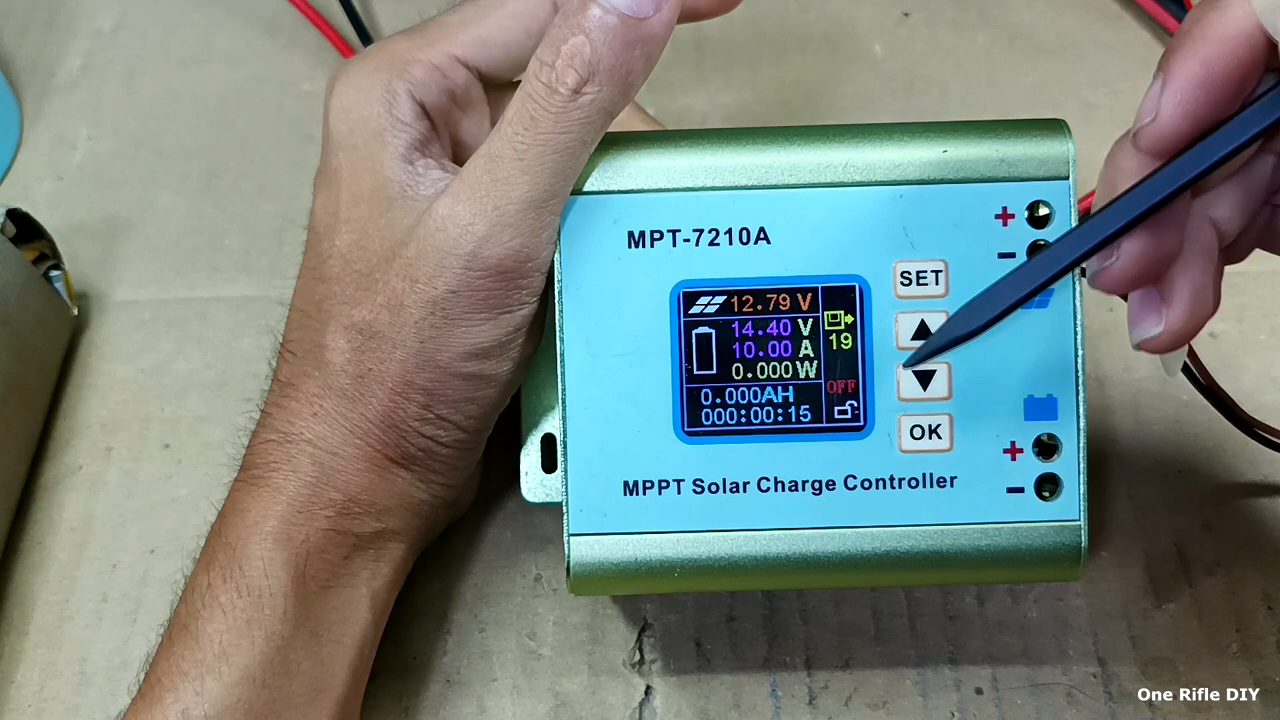 MPT-7210A
12.79 V
14.40 V
10.00 A
0.000W
0.000AH
000:00:15
19
OFF
SET
OK
+
-
+
-
MPPT Solar Charge Controller
One Rifle DIY